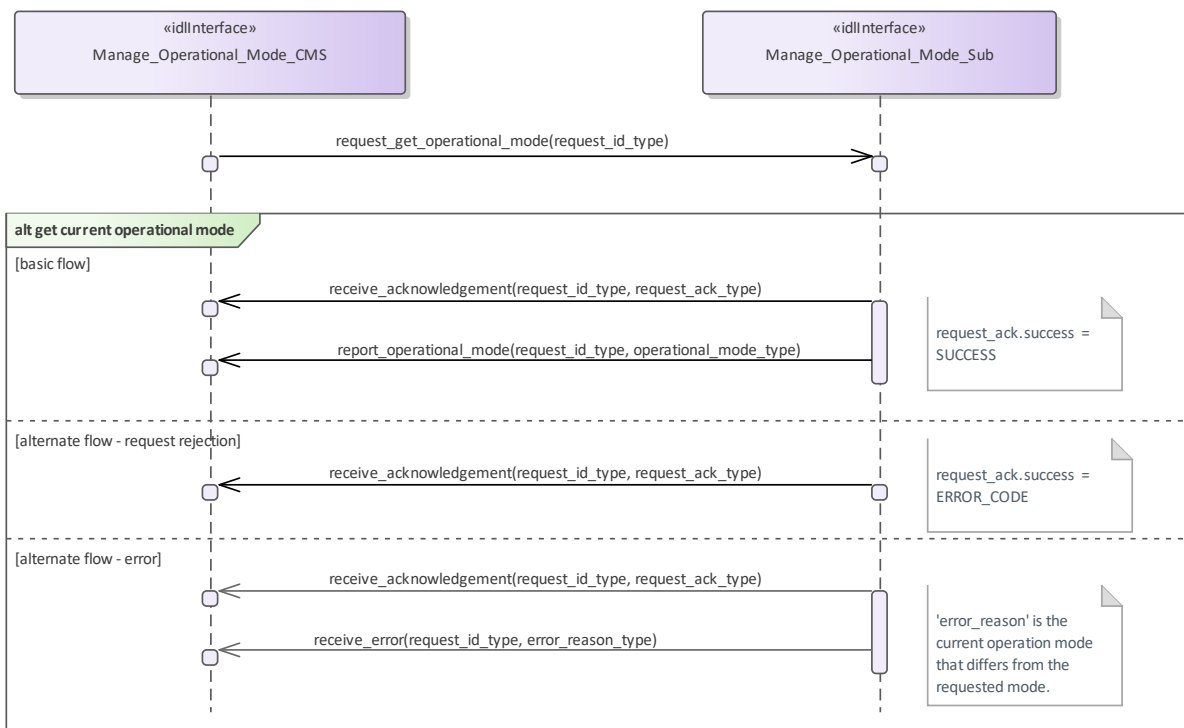 «idlInterface»
Manage_Operational_Mode_CMS
«idlInterface»
Manage_Operational_Mode_Sub
request_get_operational_mode(request_id_type)
alt get current operational mode
[basic flow]
receive_acknowledgement(request_id_type, request_ack_type)
report_operational_mode(request_id_type, operational_mode_type)
request_ack.success =
SUCCESS
[alternate flow - request rejection]
receive_acknowledgement(request_id_type, request_ack_type)
request_ack.success =
ERROR_CODE
[alternate flow - error]
receive_acknowledgement(request_id_type, request_ack_type)
receive_error(request_id_type, error_reason_type)
'error_reason' is the
current operation mode
that differs from the
requested mode.